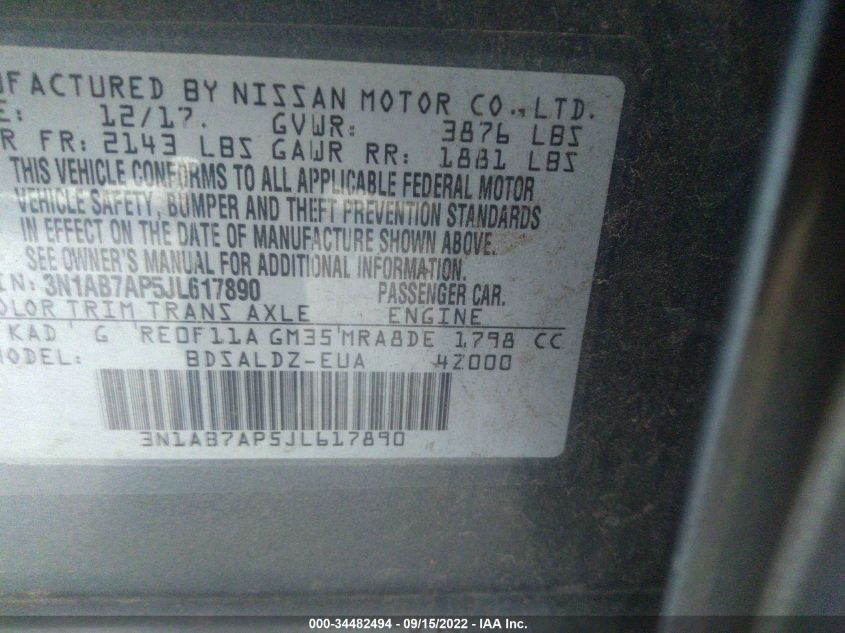 UFACTURED BY NISSAN MOTOR CO., LTD.
E: 12/17. GVWR: 3876 LBS
R FR: 2143 LBS GAWR RR: 1881 LBS
THIS VEHICLE CONFORMS TO ALL APPLICABLE FEDERAL MOTOR
VEHICLE SAFETY, BUMPER AND THEFT PREVENTION STANDARDS
IN EFFECT ON THE DATE OF MANUFACTURE SHOWN ABOVE.
SEE OWNER'S MANUAL FOR ADDITIONAL INFORMATION.
IN: 3N1AB7AP5JL617890 PASSENGER CAR.
OLOR TRIM TRANS AXLE ENGINE
KAD G RE0F11A GM35 MRA8DE 1,798 CC
MODEL: BDSALDZ-EUA 42000
3N1AB7AP5JL617890
000-34482494 - 09/15/2022 - IAA Inc.